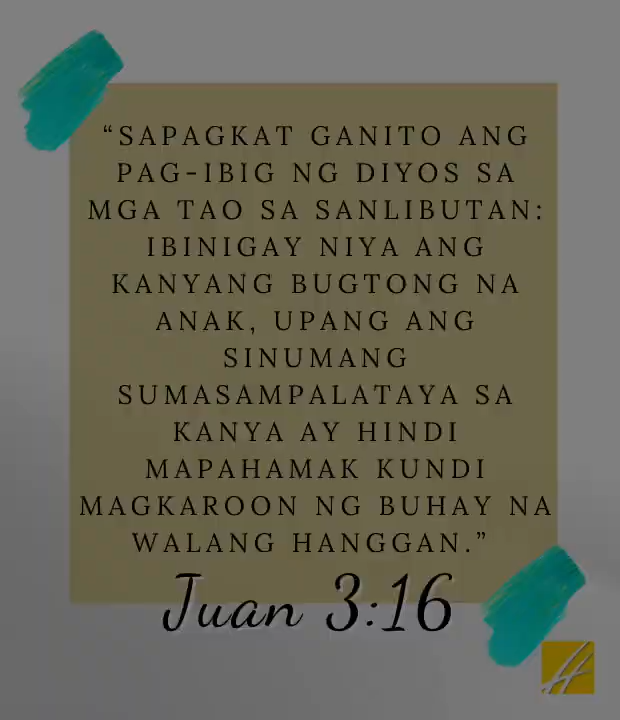 “SAPAGKAT GANITO ANG
PAG-IBIG NG DIYOS SA
MGA TAO SA SANLIBUTAN:
IBINIGAY NIYA ANG
KANYANG BUGTONG NA
ANAK, UPANG ANG
SINUMANG
SUMASAMPALATAYA SA
KANYA AY HINDI
MAPAHAMAK KUNDI
MAGKAROON NG BUHAY NA
WALANG HANGGAN.”
Juan 3:16